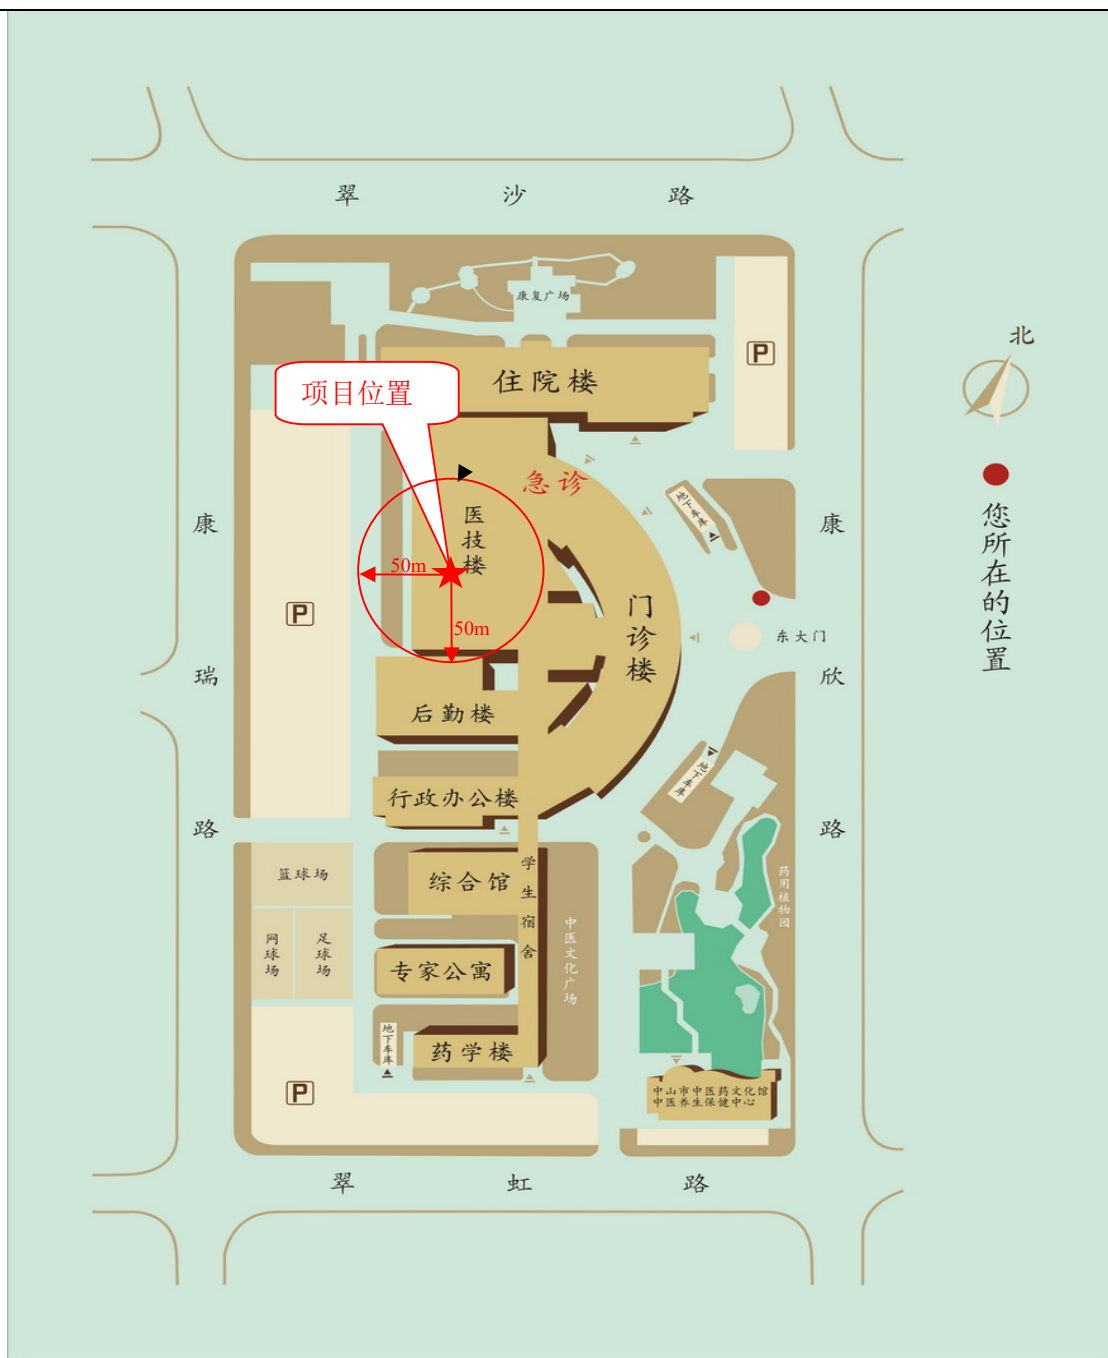 翠沙路
康复广场
北
P
住院楼
项目位置
急诊
地下车库
您所在的位置
医技楼
康瑞路
康欣路
50m
P
门诊楼
50m
东大门
后勤楼
地下车库
行政办公楼
篮球场
综合馆
学生宿舍
药用植物园
网球场
足球场
专家公寓
中医文化广场
地下车库
药学楼
P
中山市中医药文化馆
中医养生保健中心
翠虹路